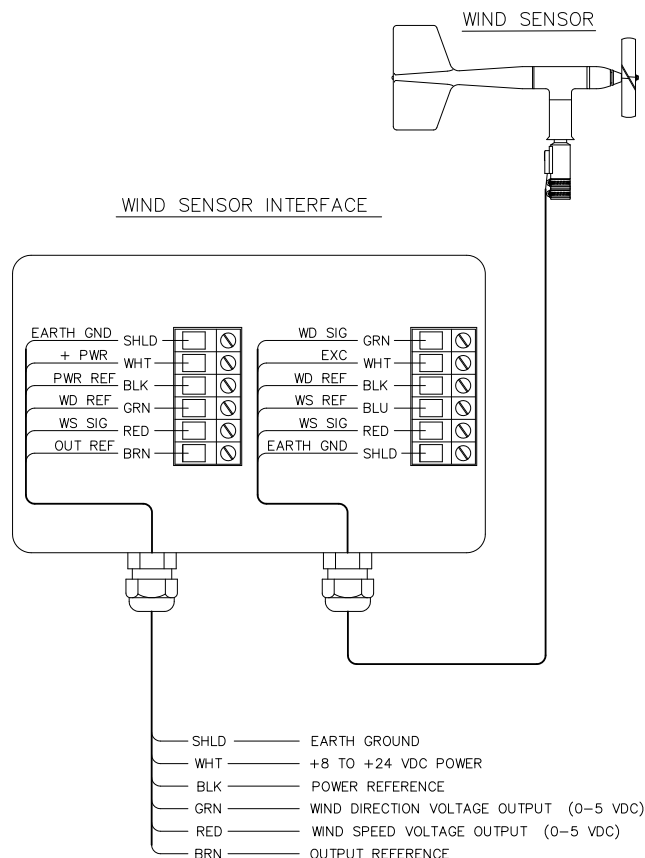 WIND SENSOR
WIND SENSOR INTERFACE
EARTH GND SHLD
+ PWR WHT
PWR REF BLK
WD REF GRN
WS SIG RED
OUT REF BRN
WD SIG GRN
EXC WHT
WD REF BLK
WS REF BLU
WS SIG RED
EARTH GND SHLD
SHLD EARTH GROUND
WHT +8 TO +24 VDC POWER
BLK POWER REFERENCE
GRN WIND DIRECTION VOLTAGE OUTPUT (0-5 VDC)
RED WIND SPEED VOLTAGE OUTPUT (0-5 VDC)
BRN OUTPUT REFERENCE